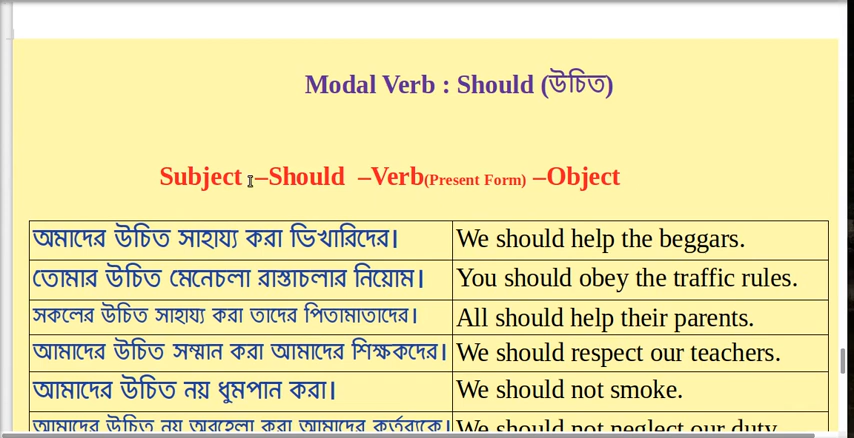 Modal Verb : Should (উচিত)
Subject –Should –Verb(Present Form) –Object
অমাদের উচিত সাহায্য করা ভিখারিদের। We should help the beggars.
তোমার উচিত মেনেচলা রাস্তাচলার নিয়োম। You should obey the traffic rules.
সকলের উচিত সাহায্য করা তাদের পিতামাতাদের। All should help their parents.
আমাদের উচিত সম্মান করা আমাদের শিক্ষকদের। We should respect our teachers.
আমাদের উচিত নয় ধুমপান করা। We should not smoke.
আমাদের উচিত নয় অবহেলা করা আমাদের কর্তব্যকে। We should not neglect our duty